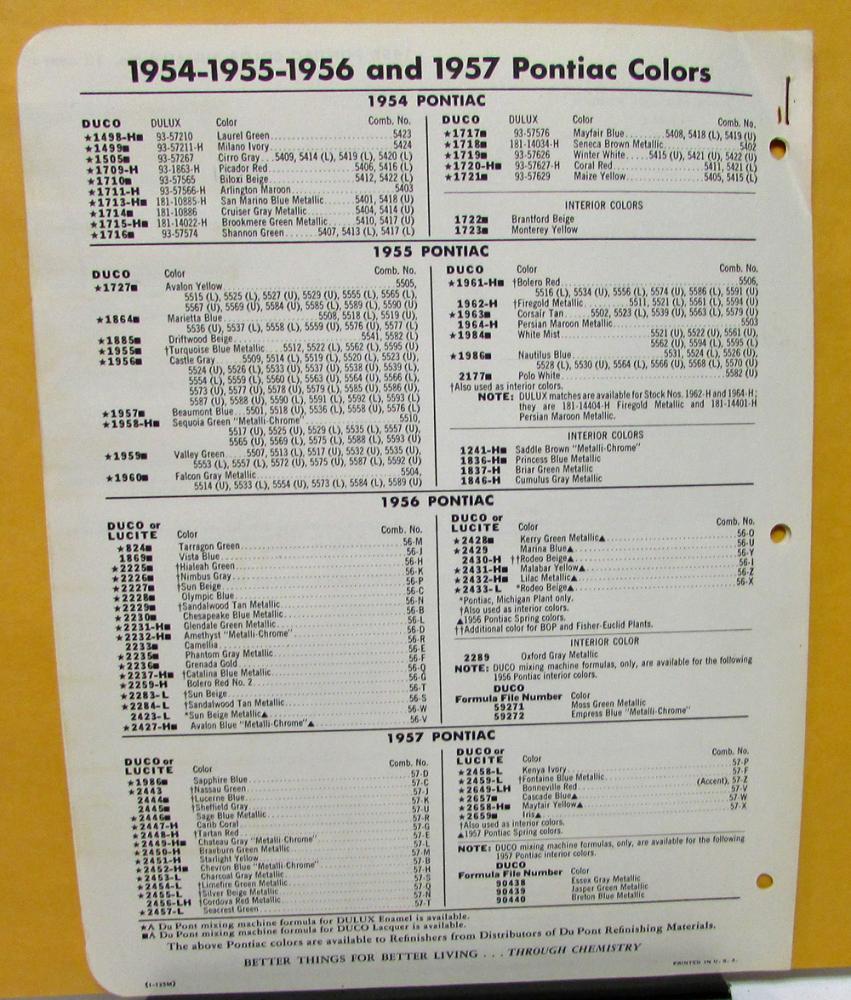 1954-1955-1956 and 1957 Pontiac Colors
1954 PONTIAC
DUCO DULUX Color Comb. No.
★1498-H■ 93-57210 Laurel Green 5423
★1499■ 93-57211-H Milano Ivory 5424
★1505■ 93-57267 Cirro Gray 5409, 5414 (L), 5419 (L), 5420 (L)
★1709-H 93-1863-H Picador Red 5406, 5416 (L)
★1710■ 93-57565 Biloxi Beige 5412, 5422 (L)
★1711-H 93-57566-H Arlington Maroon 5403
★1713-H■ 181-10885-H San Marino Blue Metallic 5401, 5418 (U)
★1714■ 181-10886 Cruiser Gray Metallic 5404, 5414 (U)
★1715-H■ 181-14022-H Brookmere Green Metallic 5410, 5417 (U)
★1716■ 93-57574 Shannon Green 5407, 5413 (L), 5417 (L)
DUCO DULUX Color Comb. No.
★1717■ 93-57576 Mayfair Blue 5408, 5418 (L), 5419 (U)
★1718■ 181-14034-H Seneca Brown Metallic 5402
★1719■ 93-57626 Winter White 5415 (U), 5421 (U), 5422 (U)
★1720-H■ 93-57627-H Coral Red 5411, 5421 (L)
★1721■ 93-57629 Maize Yellow 5405, 5415 (L)
INTERIOR COLORS
1722■ Brantford Beige
1723■ Monterey Yellow
1955 PONTIAC
DUCO Color Comb. No.
★1727■ Avalon Yellow 5505,
5515 (L), 5525 (L), 5527 (U), 5529 (U), 5555 (L), 5565 (L),
5567 (U), 5569 (U), 5584 (U), 5585 (L), 5589 (L), 5590 (U)
★1864■ Marietta Blue 5508, 5518 (L), 5519 (U),
5536 (U), 5537 (L), 5558 (L), 5559 (U), 5576 (U), 5577 (L)
★1885■ Driftwood Beige 5541, 5582 (L)
★1955■ †Turquoise Blue Metallic 5512, 5522 (L), 5562 (L), 5595 (U)
★1956■ Castle Gray 5509, 5514 (L), 5519 (L), 5520 (L), 5523 (U),
5524 (U), 5526 (L), 5533 (U), 5537 (U), 5538 (U), 5539 (L),
5554 (L), 5559 (L), 5560 (L), 5563 (U), 5564 (U), 5566 (L),
5573 (U), 5577 (U), 5578 (U), 5579 (L), 5585 (U), 5586 (U),
5587 (U), 5588 (U), 5590 (L), 5591 (L), 5592 (L), 5593 (L)
★1957■ Beaumont Blue 5501, 5518 (U), 5536 (L), 5558 (U), 5576 (L)
★1958-H■ Sequoia Green "Metalli-Chrome" 5510,
5517 (U), 5525 (U), 5529 (L), 5535 (L), 5557 (U),
5565 (U), 5569 (L), 5575 (L), 5588 (L), 5593 (U)
★1959■ Valley Green 5507, 5513 (L), 5517 (L), 5532 (U), 5535 (U),
5553 (L), 5557 (L), 5572 (U), 5575 (U), 5587 (L), 5592 (U)
★1960■ Falcon Gray Metallic 5504,
5514 (U), 5533 (L), 5554 (U), 5573 (L), 5584 (L), 5589 (U)
DUCO Color Comb. No.
★1961-H■ †Bolero Red 5506,
5516 (L), 5534 (U), 5556 (L), 5574 (U), 5586 (L), 5591 (U)
1962-H †Firegold Metallic 5511, 5521 (L), 5561 (L), 5594 (U)
★1963■ Corsair Tan 5502, 5523 (L), 5539 (U), 5563 (L), 5579 (U)
1964-H Persian Maroon Metallic 5503
★1984■ White Mist 5521 (U), 5522 (U), 5561 (U),
5562 (U), 5594 (L), 5595 (L)
★1986■ Nautilus Blue 5531, 5524 (L), 5526 (U),
5528 (L), 5530 (U), 5564 (L), 5566 (U), 5568 (L), 5570 (U)
2177■ Polo White 5582 (U)
†Also used as interior colors.
NOTE: DULUX matches are available for Stock Nos. 1962-H and 1964-H;
they are 181-14404-H Firegold Metallic and 181-14401-H
Persian Maroon Metallic.
INTERIOR COLORS
1241-H■ Saddle Brown "Metalli-Chrome"
1836-H■ Princess Blue Metallic
1837-H Briar Green Metallic
1846-H Cumulus Gray Metallic
1956 PONTIAC
DUCO or
LUCITE Color Comb. No.
★824■ Tarragon Green 56-M
1869■ Vista Blue 56-J
★2225■ †Hialeah Green 56-H
★2226■ †Nimbus Gray 56-K
★2227■ †Sun Beige 56-P
★2228■ Olympic Blue 56-C
★2229■ †Sandalwood Tan Metallic 56-N
★2230■ Chesapeake Blue Metallic 56-B
★2231-H■ Glendale Green Metallic 56-L
★2232-H■ Amethyst "Metalli-Chrome" 56-D
2233■ Camellia 56-R
★2235■ Phantom Gray Metallic 56-E
★2236■ Grenada Gold 56-F
★2237-H■ †Catalina Blue Metallic 56-Q
★2259-H Bolero Red No. 2 56-G
★2283-L †Sun Beige 56-T
★2284-L †Sandalwood Tan Metallic 56-S
2423-L *Sun Beige Metallic▲ 56-W
★2427-H■ Avalon Blue "Metalli-Chrome"▲ 56-V
DUCO or
LUCITE Color Comb. No.
★2428■ Kerry Green Metallic▲ 56-O
★2429 Marina Blue▲ 56-U
2430-H ††Rodeo Beige▲ 56-Y
★2431-H■ Malabar Yellow▲ 56-I
★2432-H■ Lilac Metallic▲ 56-Z
★2433-L *Rodeo Beige▲ 56-X
*Pontiac, Michigan Plant only.
†Also used as interior colors.
▲1956 Pontiac Spring colors.
††Additional color for BOP and Fisher-Euclid Plants.
INTERIOR COLOR
2289 Oxford Gray Metallic
NOTE: DUCO mixing machine formulas, only, are available for the following
1956 Pontiac interior colors.
DUCO
Formula File Number Color
59271 Moss Green Metallic
59272 Empress Blue "Metalli-Chrome"
1957 PONTIAC
DUCO or
LUCITE Color Comb. No.
★1986■ Sapphire Blue 57-D
★2443 †Nassau Green 57-C
2444■ †Lucerne Blue 57-J
2445■ †Sheffield Gray 57-K
★2446■ Sage Blue Metallic 57-U
★2447-H Carib Coral 57-R
★2448-H †Tartan Red 57-G
★2449-H■ Chateau Gray "Metalli-Chrome" 57-E
★2450-H Braeburn Green Metallic 57-L
★2451-H Starlight Yellow 57-M
★2452-H■ Chevron Blue "Metalli-Chrome" 57-B
★2453-L Charcoal Gray Metallic 57-H
★2454-L †Limefire Green Metallic 57-S
★2455-L †Silver Beige Metallic 57-Q
2456-LH †Cordova Red Metallic 57-N
★2457-L Seacrest Green 57-T
DUCO or
LUCITE Color Comb. No.
★2458-L Kenya Ivory 57-P
★2459-L †Fontaine Blue Metallic 57-F
★2649-LH Bonneville Red (Accent), 57-Z
★2657■ Cascade Blue▲ 57-V
★2658-H■ Mayfair Yellow▲ 57-W
★2659■ Iris▲ 57-X
†Also used as interior colors.
▲1957 Pontiac Spring colors.
NOTE: DUCO mixing machine formulas, only, are available for the following
1957 Pontiac interior colors.
DUCO
Formula File Number Color
90438 Essex Gray Metallic
90439 Jasper Green Metallic
90440 Breton Blue Metallic
★A Du Pont mixing machine formula for DULUX Enamel is available.
■A Du Pont mixing machine formula for DUCO Lacquer is available.
The above Pontiac colors are available to Refinishers from Distributors of Du Pont Refinishing Materials.
BETTER THINGS FOR BETTER LIVING . . . THROUGH CHEMISTRY
PRINTED IN U. S. A.